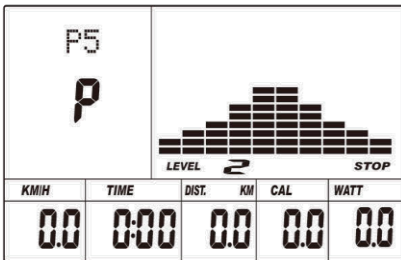 P5
P
LEVEL 2 STOP
KM/H TIME DIST. KM CAL WATT
0.0 0:00 0.0 0.0 0.0